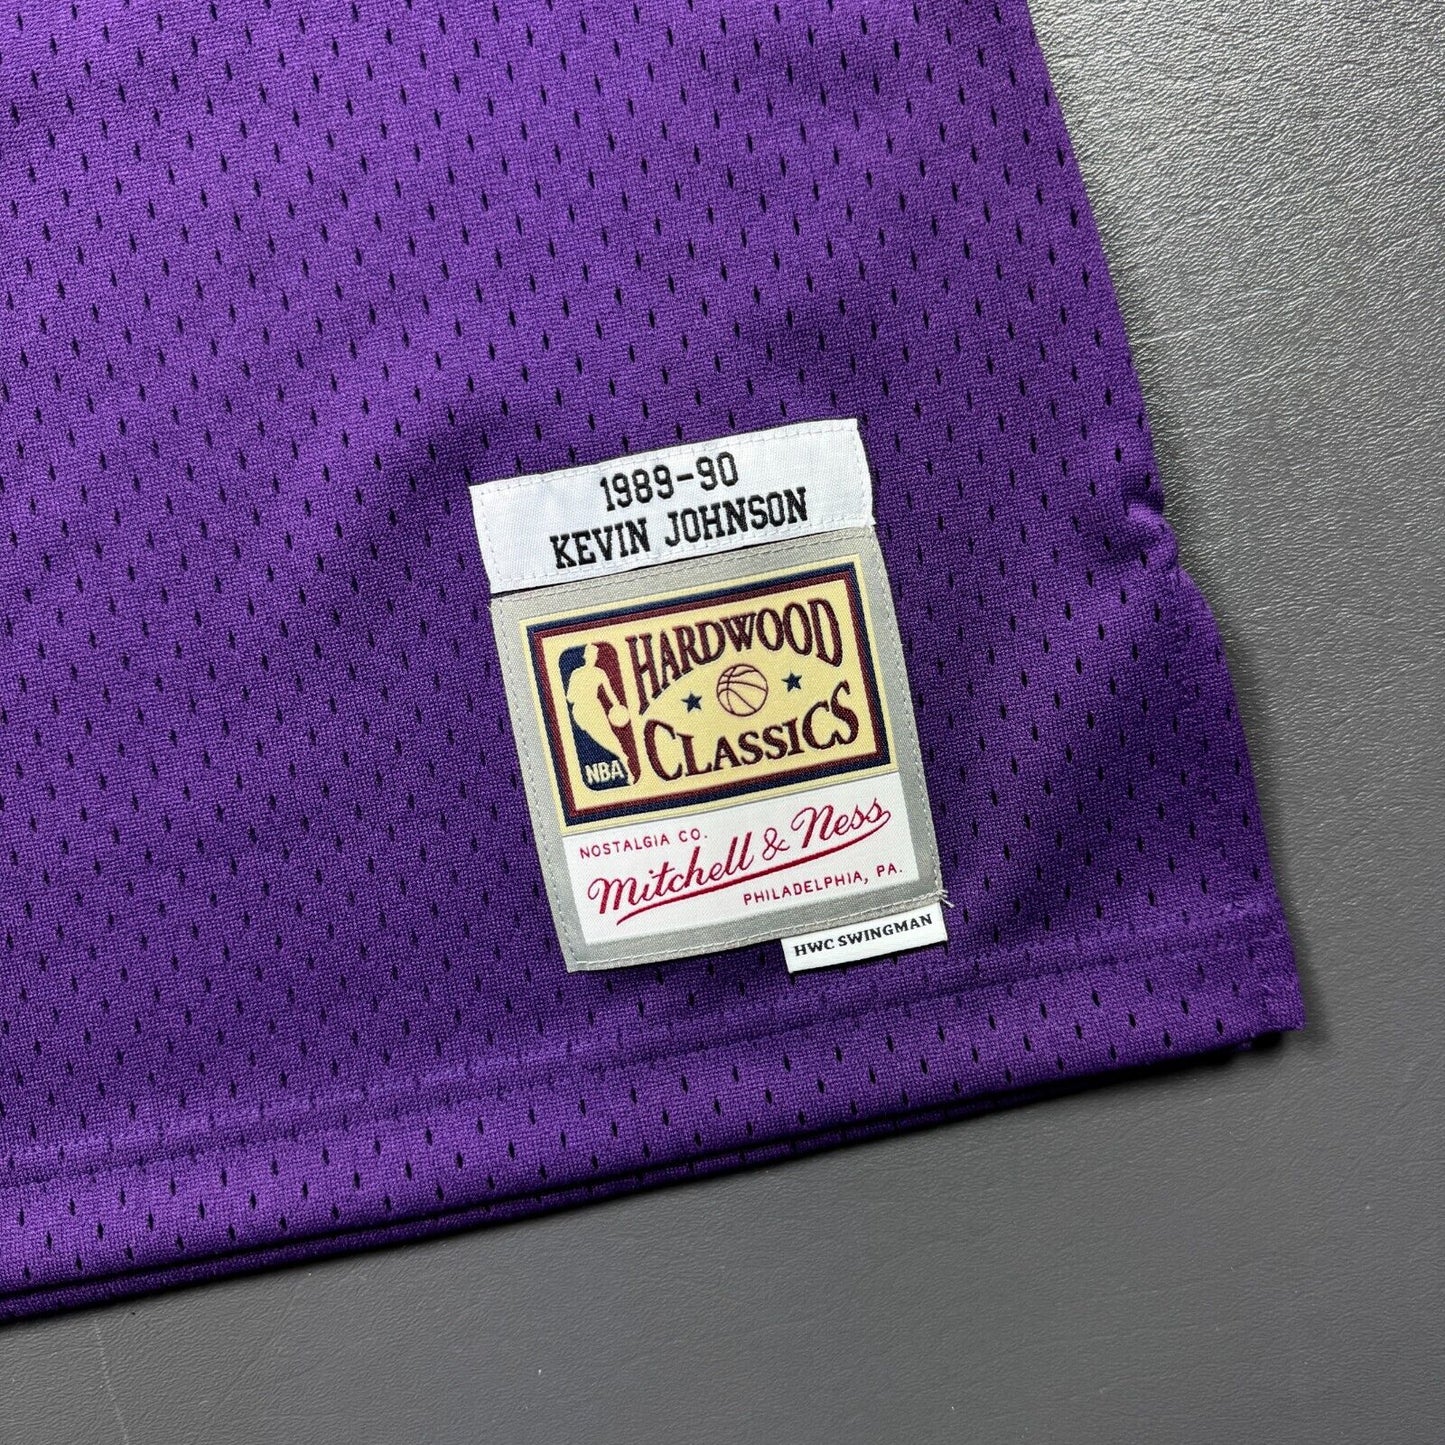 1989-90
KEVIN JOHNSON
HARDWOOD
CLASSICS
NBA
NOSTALGIA CO.
Mitchell & Ness
PHILADELPHIA, PA.
HWC SWINGMAN